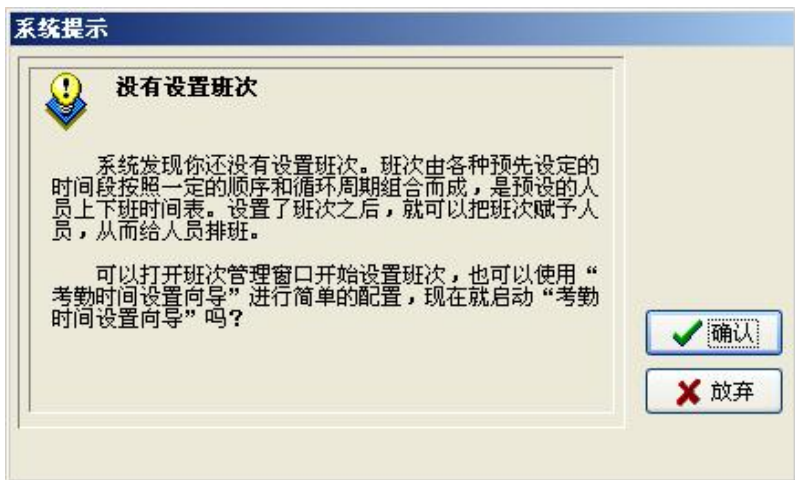 系统提示
没有设置班次
系统发现你还没有设置班次。班次由各种预先设定的
时间段按照一定的顺序和循环周期组合而成，是预设的人
员上下班时间表。设置了班次之后，就可以把班次赋予人
员，从而给人员排班。
可以打开班次管理窗口开始设置班次，也可以使用“
考勤时间设置向导”进行简单的配置，现在就启动“考勤
时间设置向导”吗？
确认
放弃